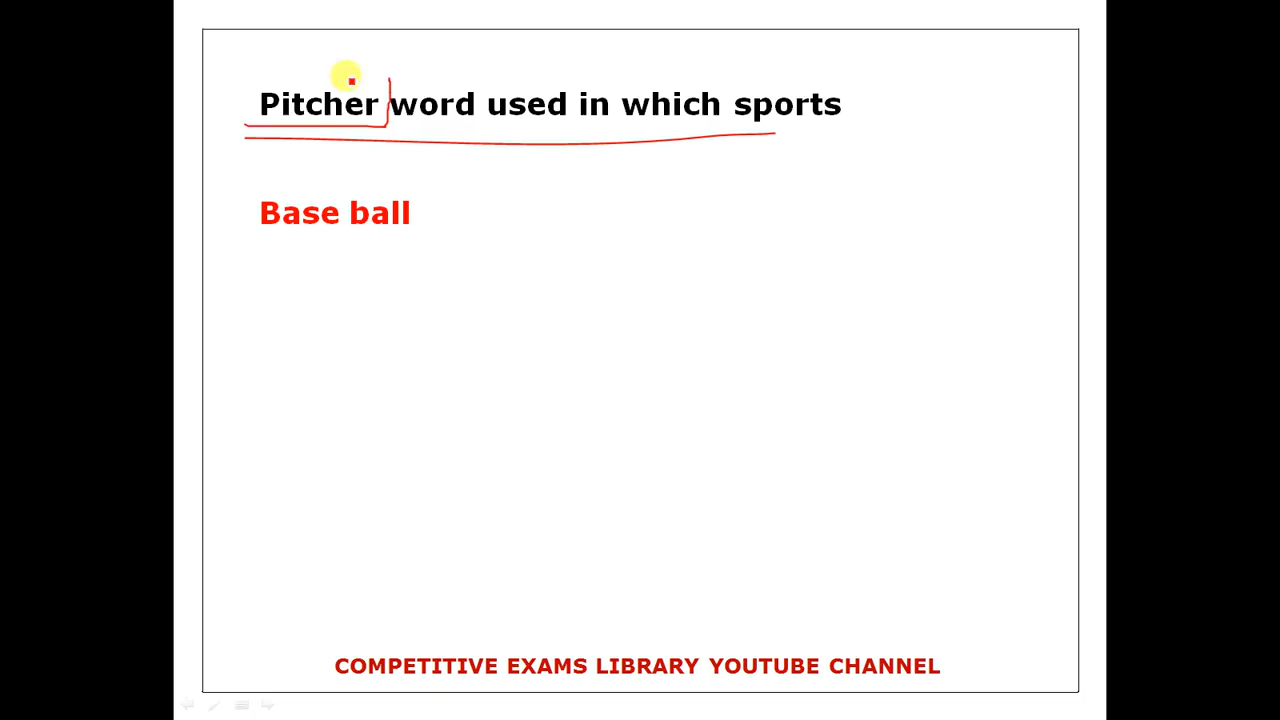 Pitcher word used in which sports
Base ball
COMPETITIVE EXAMS LIBRARY YOUTUBE CHANNEL